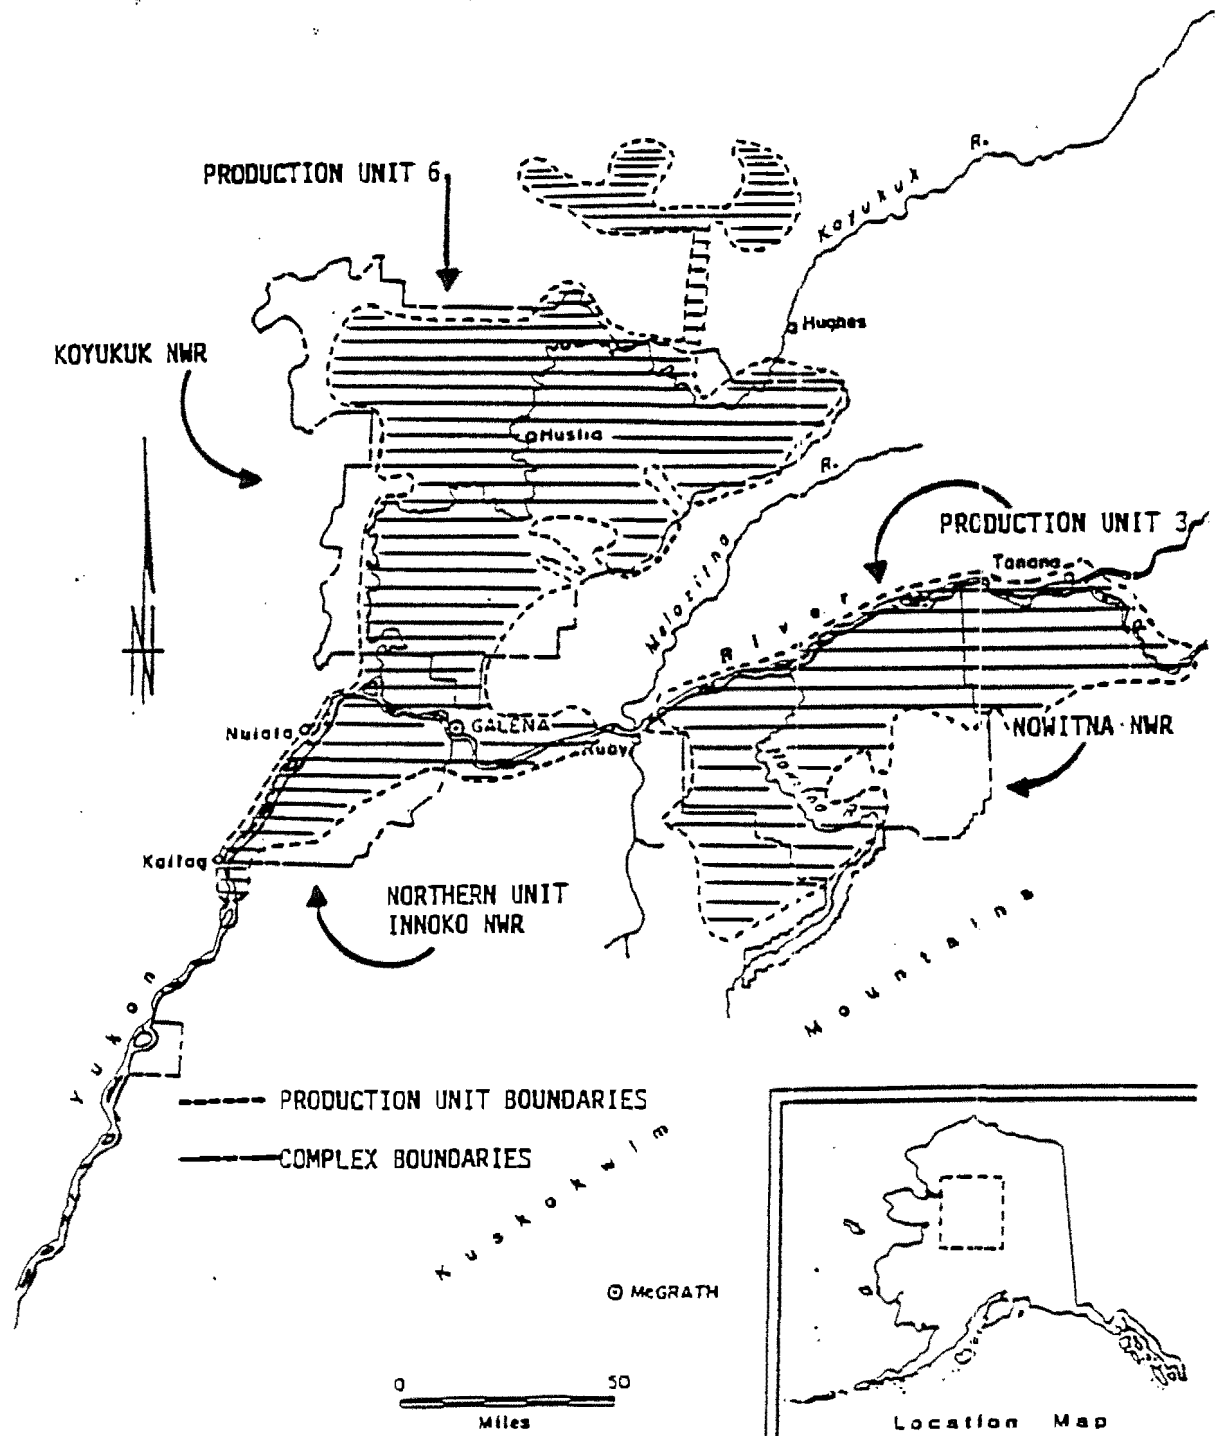 PRODUCTION UNIT 6
Koyukuk R.
Hughes
KOYUKUK NWR
Huslia
R.
Melozitna
PRODUCTION UNIT 3
Tanana
River
NOWITNA NWR
Nulato
GALENA
Ruby
Kaltag
NORTHERN UNIT
INNOKO NWR
Mountains
Yukon
PRODUCTION UNIT BOUNDARIES
COMPLEX BOUNDARIES
Kuskokwim
McGRATH
0 50
Miles
Location Map